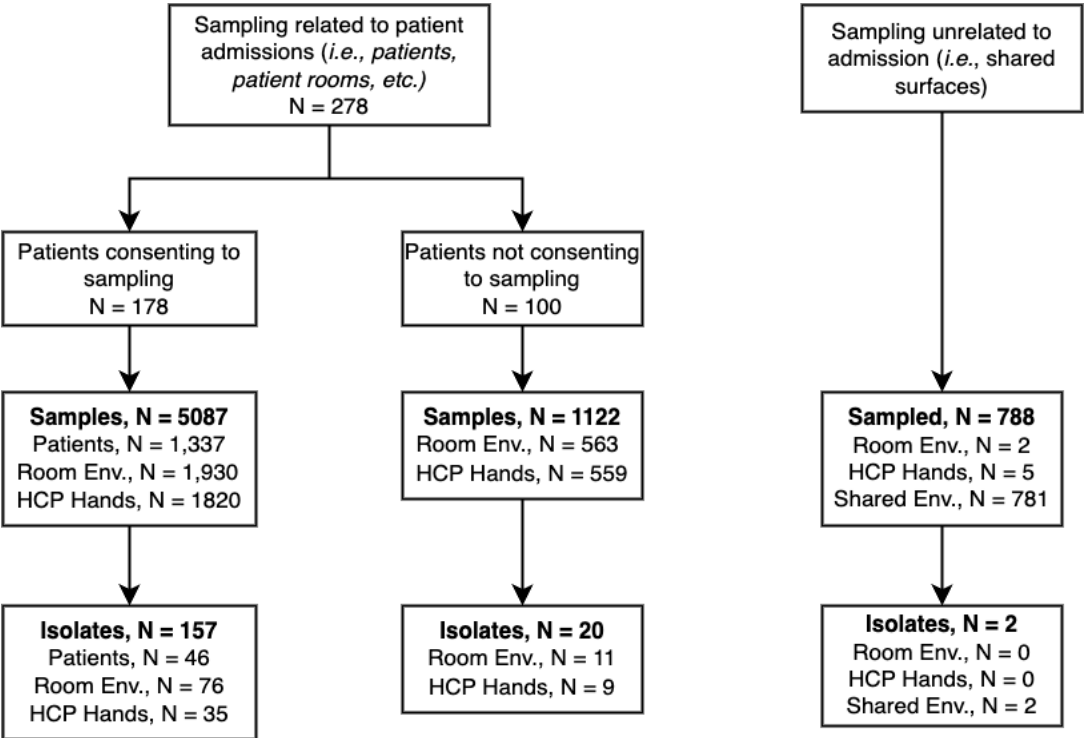 Sampling related to patient
admissions (i.e., patients,
patient rooms, etc.)
N = 278
Sampling unrelated to
admission (i.e., shared
surfaces)
Patients consenting to
sampling
N = 178
Patients not consenting
to sampling
N = 100
Samples, N = 5087
Patients, N = 1,337
Room Env., N = 1,930
HCP Hands, N = 1820
Samples, N = 1122
Room Env., N = 563
HCP Hands, N = 559
Sampled, N = 788
Room Env., N = 2
HCP Hands, N = 5
Shared Env., N = 781
Isolates, N = 157
Patients, N = 46
Room Env., N = 76
HCP Hands, N = 35
Isolates, N = 20
Room Env., N = 11
HCP Hands, N = 9
Isolates, N = 2
Room Env., N = 0
HCP Hands, N = 0
Shared Env., N = 2